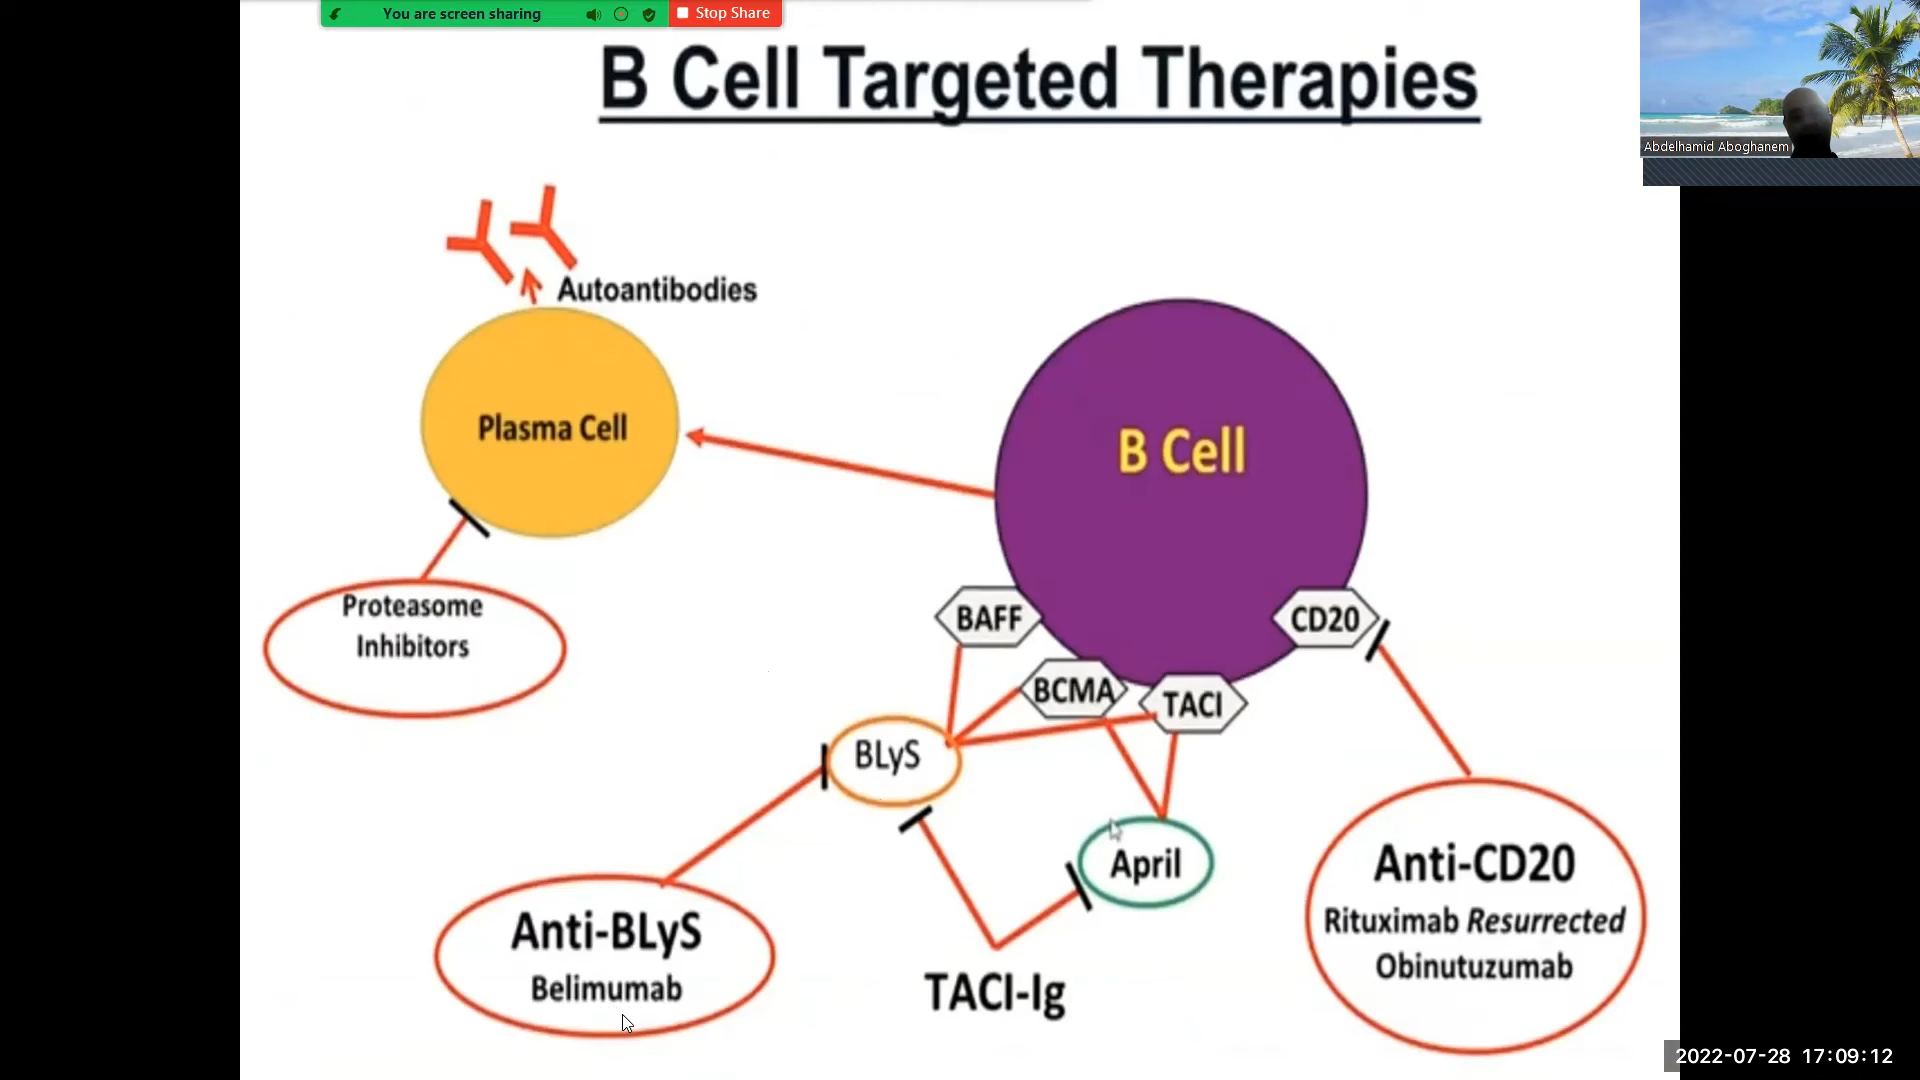 You are screen sharing
Stop Share
B Cell Targeted Therapies
Abdelhamid Aboghanem
Autoantibodies
Plasma Cell
B Cell
Proteasome
Inhibitors
BAFF
CD20
BCMA
TACI
BLyS
April
Anti-BLyS
Belimumab
TACI-Ig
Anti-CD20
Rituximab Resurrected
Obinutuzumab
2022-07-28 17:09:12